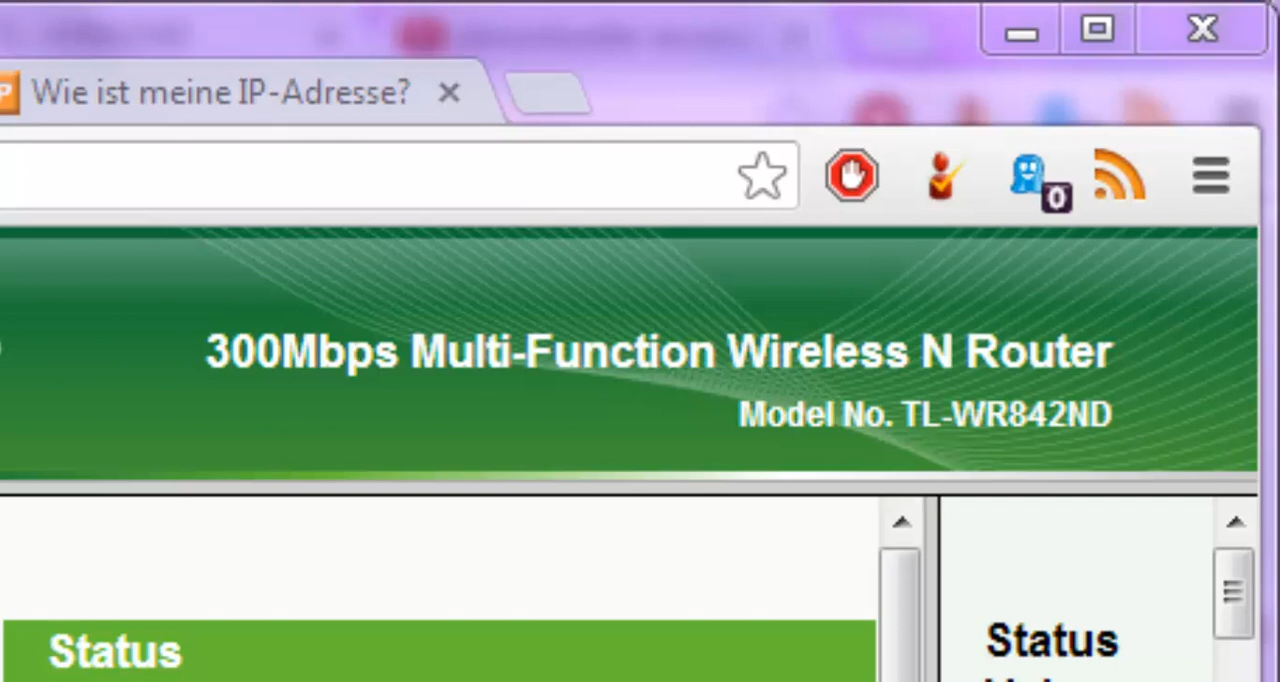 Wie ist meine IP-Adresse?
0
300Mbps Multi-Function Wireless N Router
Model No. TL-WR842ND
Status
Status